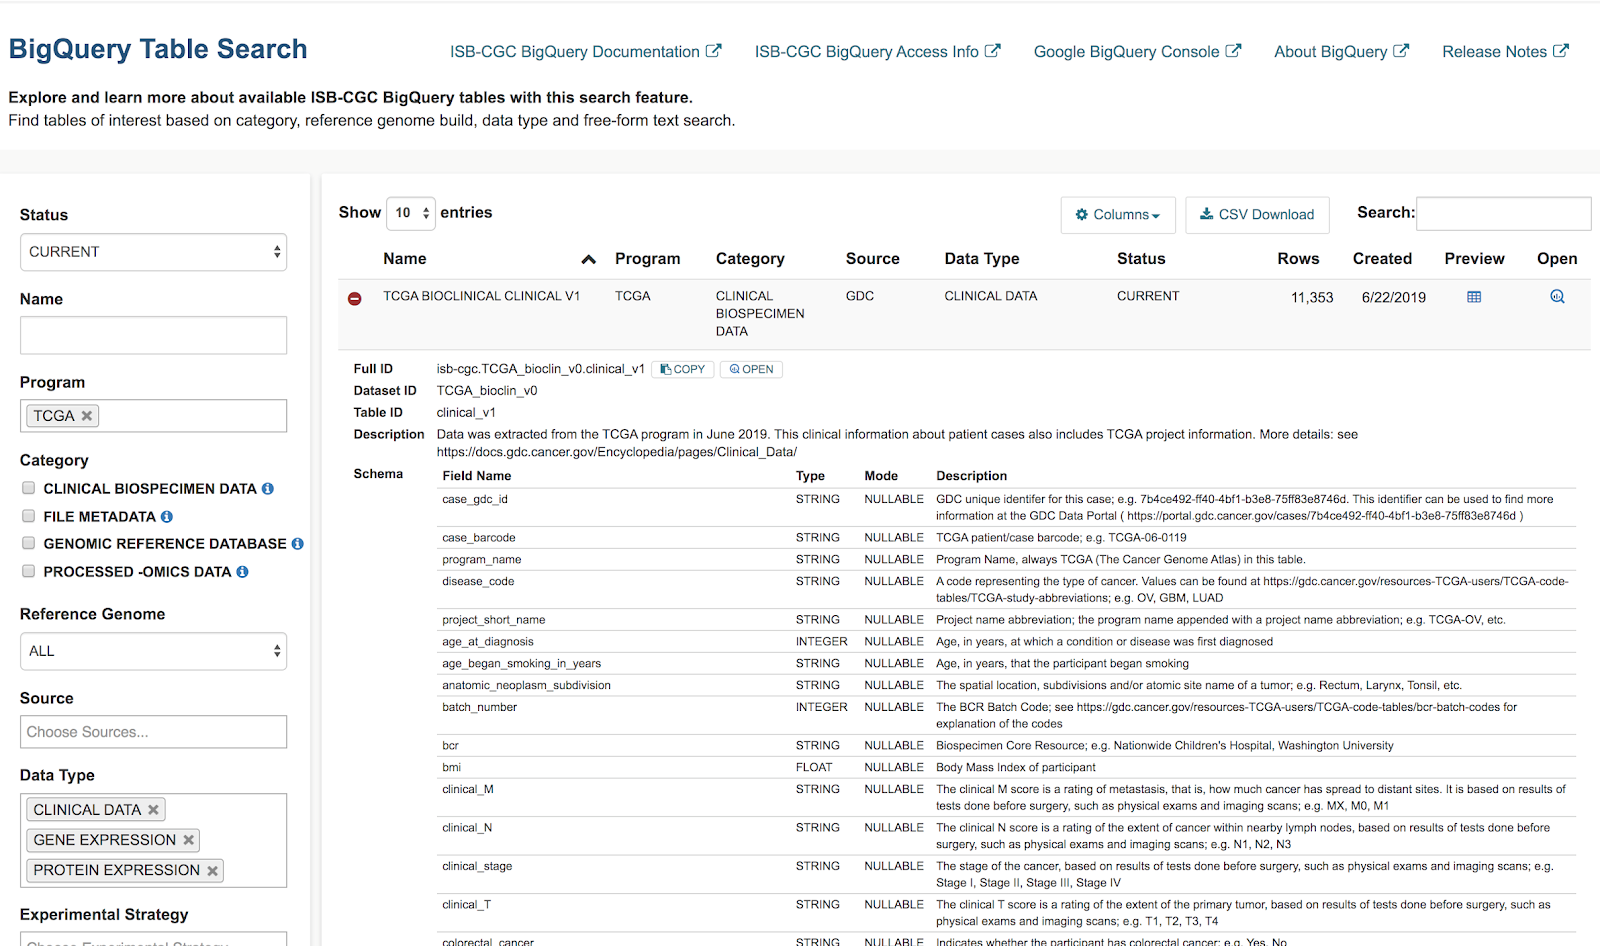 BigQuery Table Search
ISB-CGC BigQuery Documentation
ISB-CGC BigQuery Access Info
Google BigQuery Console
About BigQuery
Release Notes
Explore and learn more about available ISB-CGC BigQuery tables with this search feature.
Find tables of interest based on category, reference genome build, data type and free-form text search.
Status
CURRENT
Name
Program
TCGA
Category
CLINICAL BIOSPECIMEN DATA
FILE METADATA
GENOMIC REFERENCE DATABASE
PROCESSED -OMICS DATA
Reference Genome
ALL
Source
Choose Sources...
Data Type
CLINICAL DATA
GENE EXPRESSION
PROTEIN EXPRESSION
Experimental Strategy
Choose Experimental Strategy
Show 10 entries
Columns
CSV Download
Search:
Name Program Category Source Data Type Status Rows Created Preview Open
TCGA BIOCLINICAL CLINICAL V1 TCGA CLINICAL GDC CLINICAL DATA CURRENT 11,353 6/22/2019
BIOSPECIMEN
DATA
Full ID isb-cgc.TCGA_bioclin_v0.clinical_v1 COPY OPEN
Dataset ID TCGA_bioclin_v0
Table ID clinical_v1
Description Data was extracted from the TCGA program in June 2019. This clinical information about patient cases also includes TCGA project information. More details: see
https://docs.gdc.cancer.gov/Encyclopedia/pages/Clinical_Data/
Schema Field Name Type Mode Description
case_gdc_id STRING NULLABLE GDC unique identifer for this case; e.g. 7b4ce492-ff40-4bf1-b3e8-75ff83e8746d. This identifier can be used to find more
information at the GDC Data Portal ( https://portal.gdc.cancer.gov/cases/7b4ce492-ff40-4bf1-b3e8-75ff83e8746d )
case_barcode STRING NULLABLE TCGA patient/case barcode; e.g. TCGA-06-0119
program_name STRING NULLABLE Program Name, always TCGA (The Cancer Genome Atlas) in this table.
disease_code STRING NULLABLE A code representing the type of cancer. Values can be found at https://gdc.cancer.gov/resources-TCGA-users/TCGA-code-
tables/TCGA-study-abbreviations; e.g. OV, GBM, LUAD
project_short_name STRING NULLABLE Project name abbreviation; the program name appended with a project name abbreviation; e.g. TCGA-OV, etc.
age_at_diagnosis INTEGER NULLABLE Age, in years, at which a condition or disease was first diagnosed
age_began_smoking_in_years STRING NULLABLE Age, in years, that the participant began smoking
anatomic_neoplasm_subdivision STRING NULLABLE The spatial location, subdivisions and/or atomic site name of a tumor; e.g. Rectum, Larynx, Tonsil, etc.
batch_number INTEGER NULLABLE The BCR Batch Code; see https://gdc.cancer.gov/resources-TCGA-users/TCGA-code-tables/bcr-batch-codes for
explanation of the codes
bcr STRING NULLABLE Biospecimen Core Resource; e.g. Nationwide Children's Hospital, Washington University
bmi FLOAT NULLABLE Body Mass Index of participant
clinical_M STRING NULLABLE The clinical M score is a rating of metastasis, that is, how much cancer has spread to distant sites. It is based on results of
tests done before surgery, such as physical exams and imaging scans; e.g. MX, M0, M1
clinical_N STRING NULLABLE The clinical N score is a rating of the extent of cancer within nearby lymph nodes, based on results of tests done before
surgery, such as physical exams and imaging scans; e.g. N1, N2, N3
clinical_stage STRING NULLABLE The stage of the cancer, based on results of tests done before surgery, such as physical exams and imaging scans; e.g.
Stage I, Stage II, Stage III, Stage IV
clinical_T STRING NULLABLE The clinical T score is a rating of the extent of the primary tumor, based on results of tests done before surgery, such as
physical exams and imaging scans; e.g. T1, T2, T3, T4
colorectal_cancer STRING NULLABLE Indicates whether the participant has colorectal cancer; e.g. Yes, No